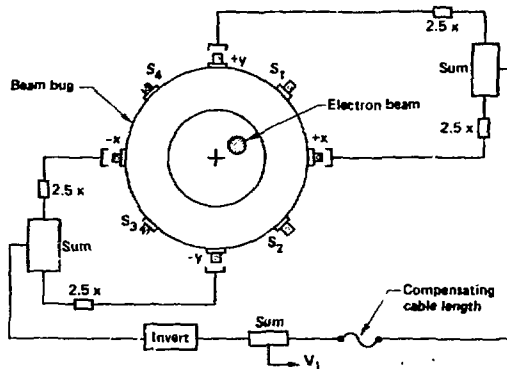 2.5 x
Sum
2.5 x
S4
+y
S1
Beam bug
Electron beam
-x
+x
2.5 x
Sum
2.5 x
S3
-y
S2
Compensating
cable length
Invert
Sum
V1